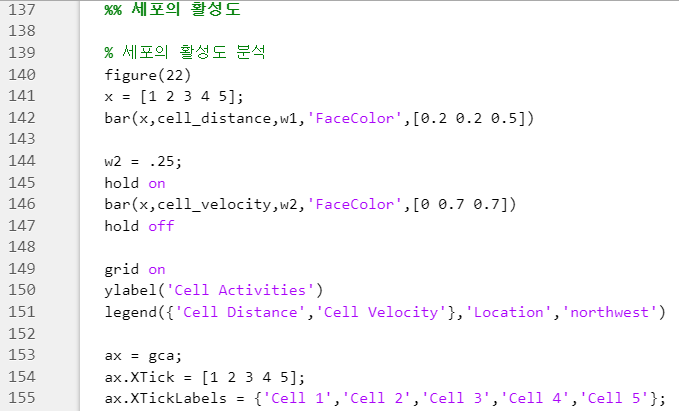 137 %% 세포의 활성도
138
139 % 세포의 활성도 분석
140 figure(22)
141 x = [1 2 3 4 5];
142 bar(x,cell_distance,w1,'FaceColor',[0.2 0.2 0.5])
143
144 w2 = .25;
145 hold on
146 bar(x,cell_velocity,w2,'FaceColor',[0 0.7 0.7])
147 hold off
148
149 grid on
150 ylabel('Cell Activities')
151 legend({'Cell Distance','Cell Velocity'},'Location','northwest')
152
153 ax = gca;
154 ax.XTick = [1 2 3 4 5];
155 ax.XTickLabels = {'Cell 1','Cell 2','Cell 3','Cell 4','Cell 5'};